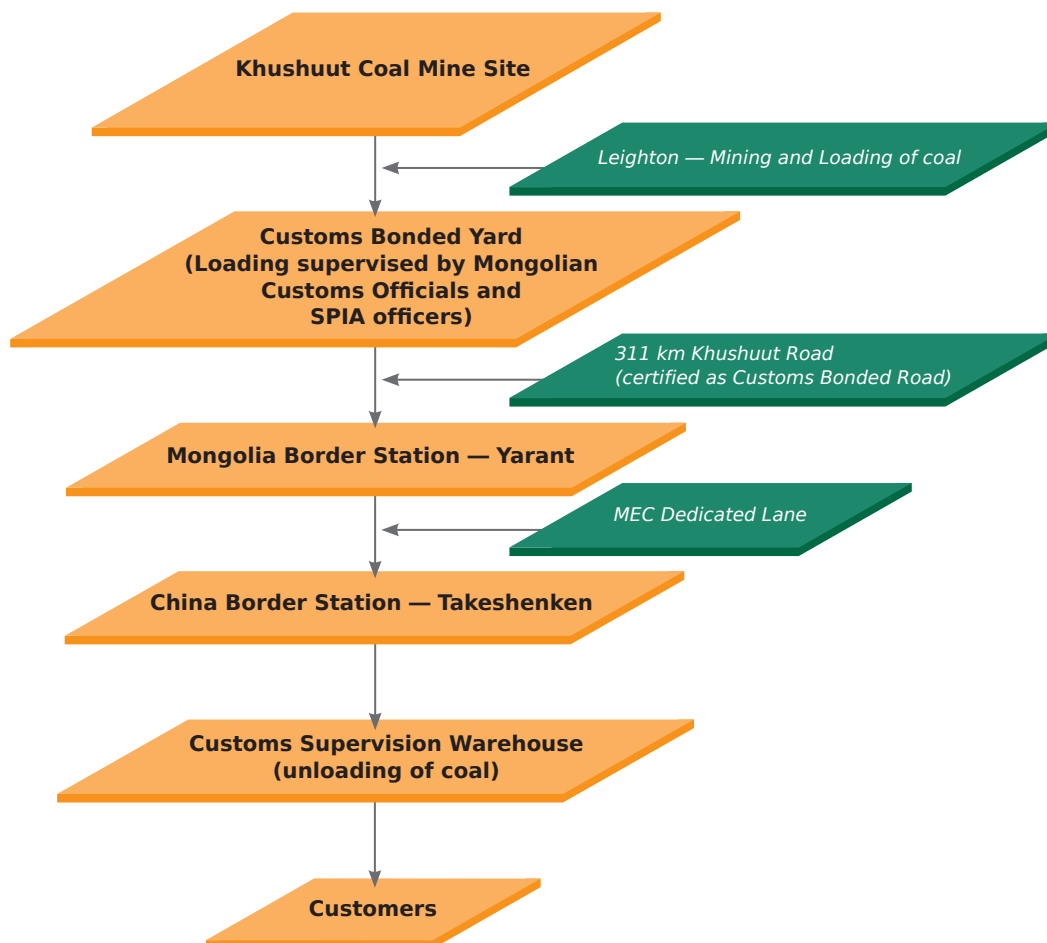 Khushuut Coal Mine Site
Leighton — Mining and Loading of coal
Customs Bonded Yard
(Loading supervised by Mongolian
Customs Officials and
SPIA officers)
311 km Khushuut Road
(certified as Customs Bonded Road)
Mongolia Border Station — Yarant
MEC Dedicated Lane
China Border Station — Takeshenken
Customs Supervision Warehouse
(unloading of coal)
Customers